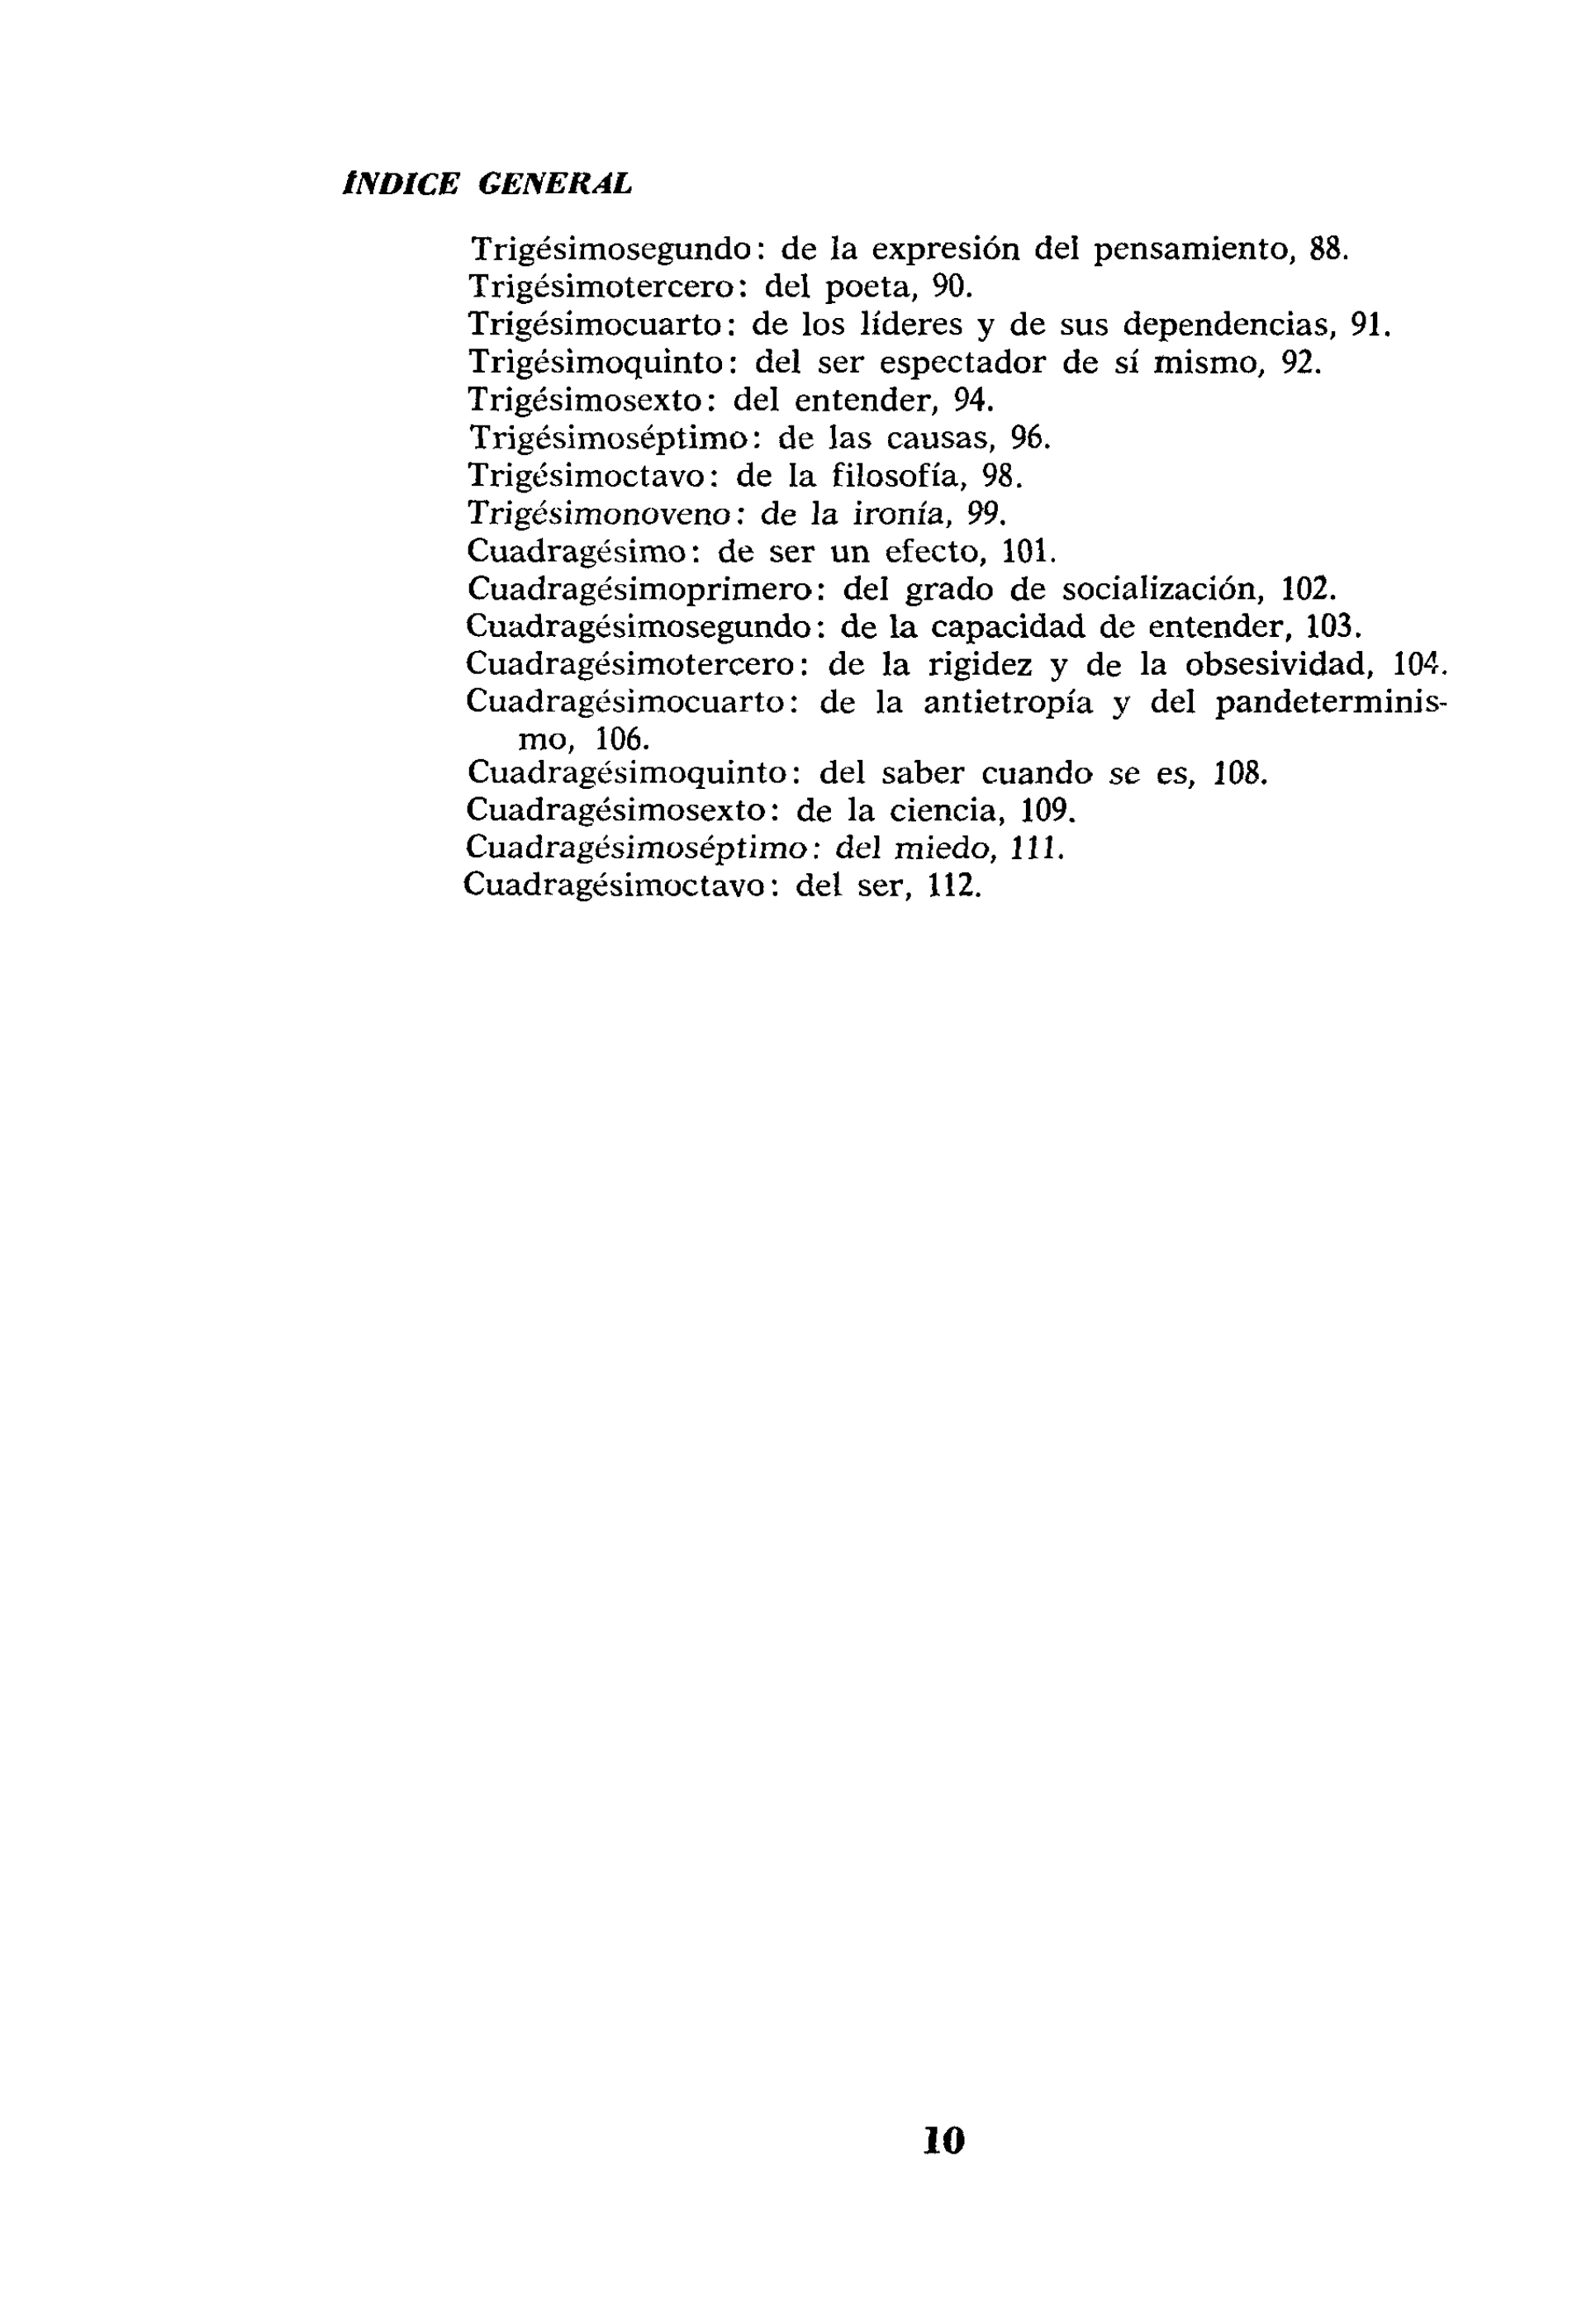 ÍNDICE GENERAL
Trigésimosegundo: de la expresión del pensamiento, 88.
Trigésimotercero: del poeta, 90.
Trigésimocuarto: de los líderes y de sus dependencias, 91.
Trigésimoquinto: del ser espectador de sí mismo, 92.
Trigésimosexto: del entender, 94.
Trigésimoséptimo: de las causas, 96.
Trigésimoctavo: de la filosofía, 98.
Trigésimonoveno: de la ironía, 99.
Cuadragésimo: de ser un efecto, 101.
Cuadragésimoprimero: del grado de socialización, 102.
Cuadragésimosegundo: de la capacidad de entender, 103.
Cuadragésimotercero: de la rigidez y de la obsesividad, 104.
Cuadragésimocuarto: de la antietropía y del pandeterminis-
mo, 106.
Cuadragésimoquinto: del saber cuando se es, 108.
Cuadragésimosexto: de la ciencia, 109.
Cuadragésimoséptimo: del miedo, 111.
Cuadragésimoctavo: del ser, 112.
10